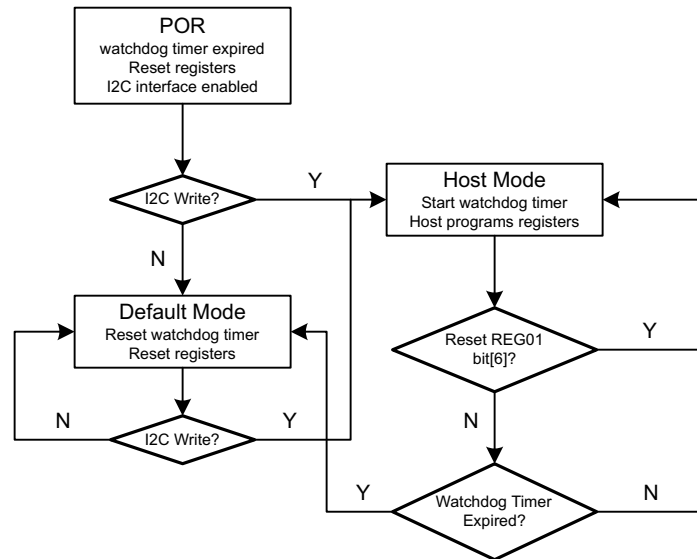 POR
watchdog timer expired
Reset registers
I2C interface enabled
I2C Write?
Y
N
Host Mode
Start watchdog timer
Host programs registers
Default Mode
Reset watchdog timer
Reset registers
Reset REG01
bit[6]?
Y
N
I2C Write?
N
Y
Watchdog Timer
Expired?
Y
N